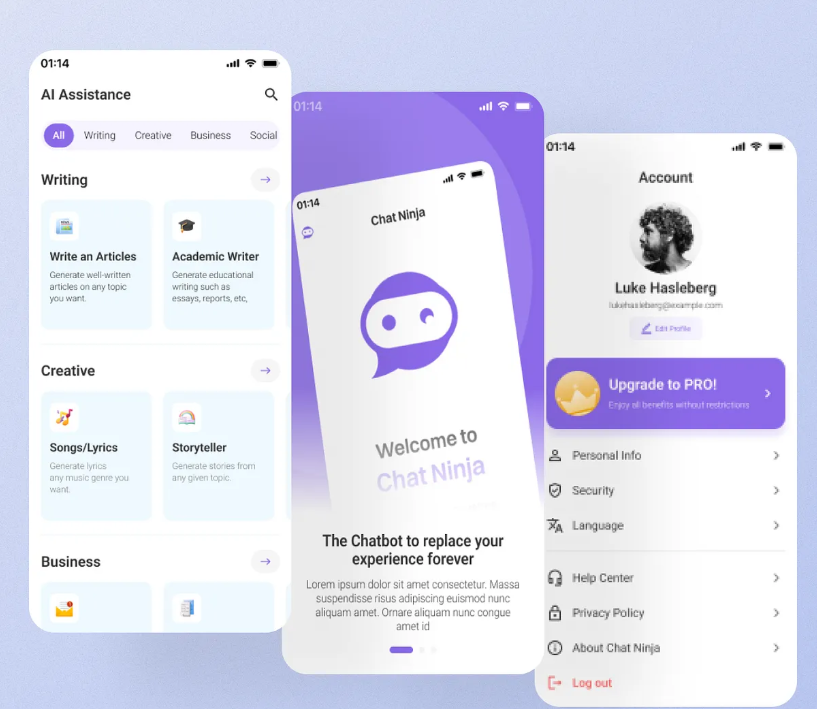 01:14
AI Assistance
All Writing Creative Business Social
Writing
Write an Articles
Generate well-written
articles on any topic
you want.
Academic Writer
Generate educational
writing such as
essays, reports, etc,
Creative
Songs/Lyrics
Generate lyrics
any music genre you
want.
Storyteller
Generate stories from
any given topic.
Business
01:14
01:14
Chat Ninja
Welcome to
Chat Ninja
The Chatbot to replace your
experience forever
Lorem ipsum dolor sit amet consectetur. Massa
suspendisse risus adipiscing euismod nunc
aliquam amet. Ornare aliquam nunc congue
amet id
01:14
Account
Luke Hasleberg
lukehasleberg@example.com
Edit Profile
Upgrade to PRO!
Enjoy all benefits without restrictions
Personal Info
Security
Language
Help Center
Privacy Policy
About Chat Ninja
Log out